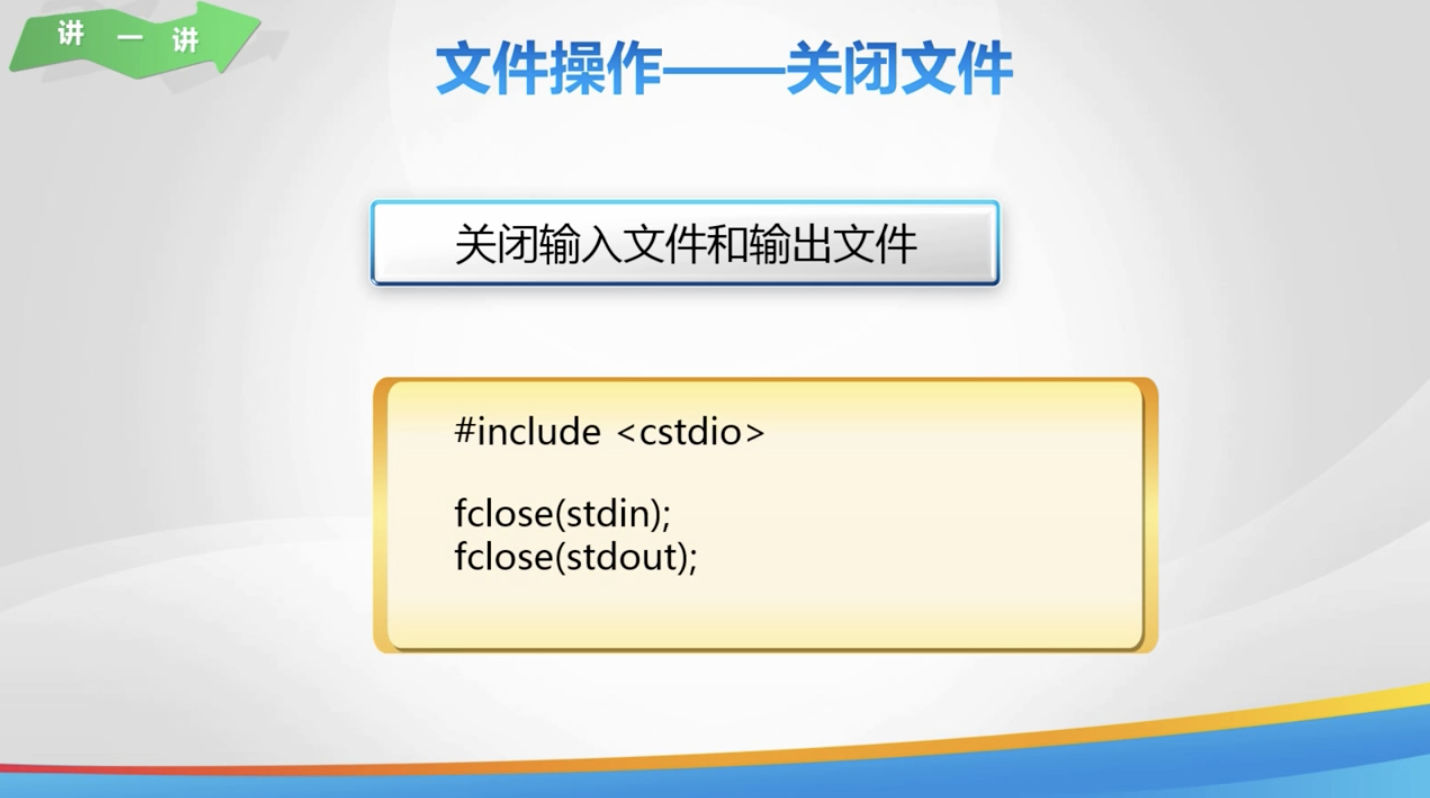 讲一讲
文件操作——关闭文件
关闭输入文件和输出文件
#include <cstdio>
fclose(stdin);
fclose(stdout);